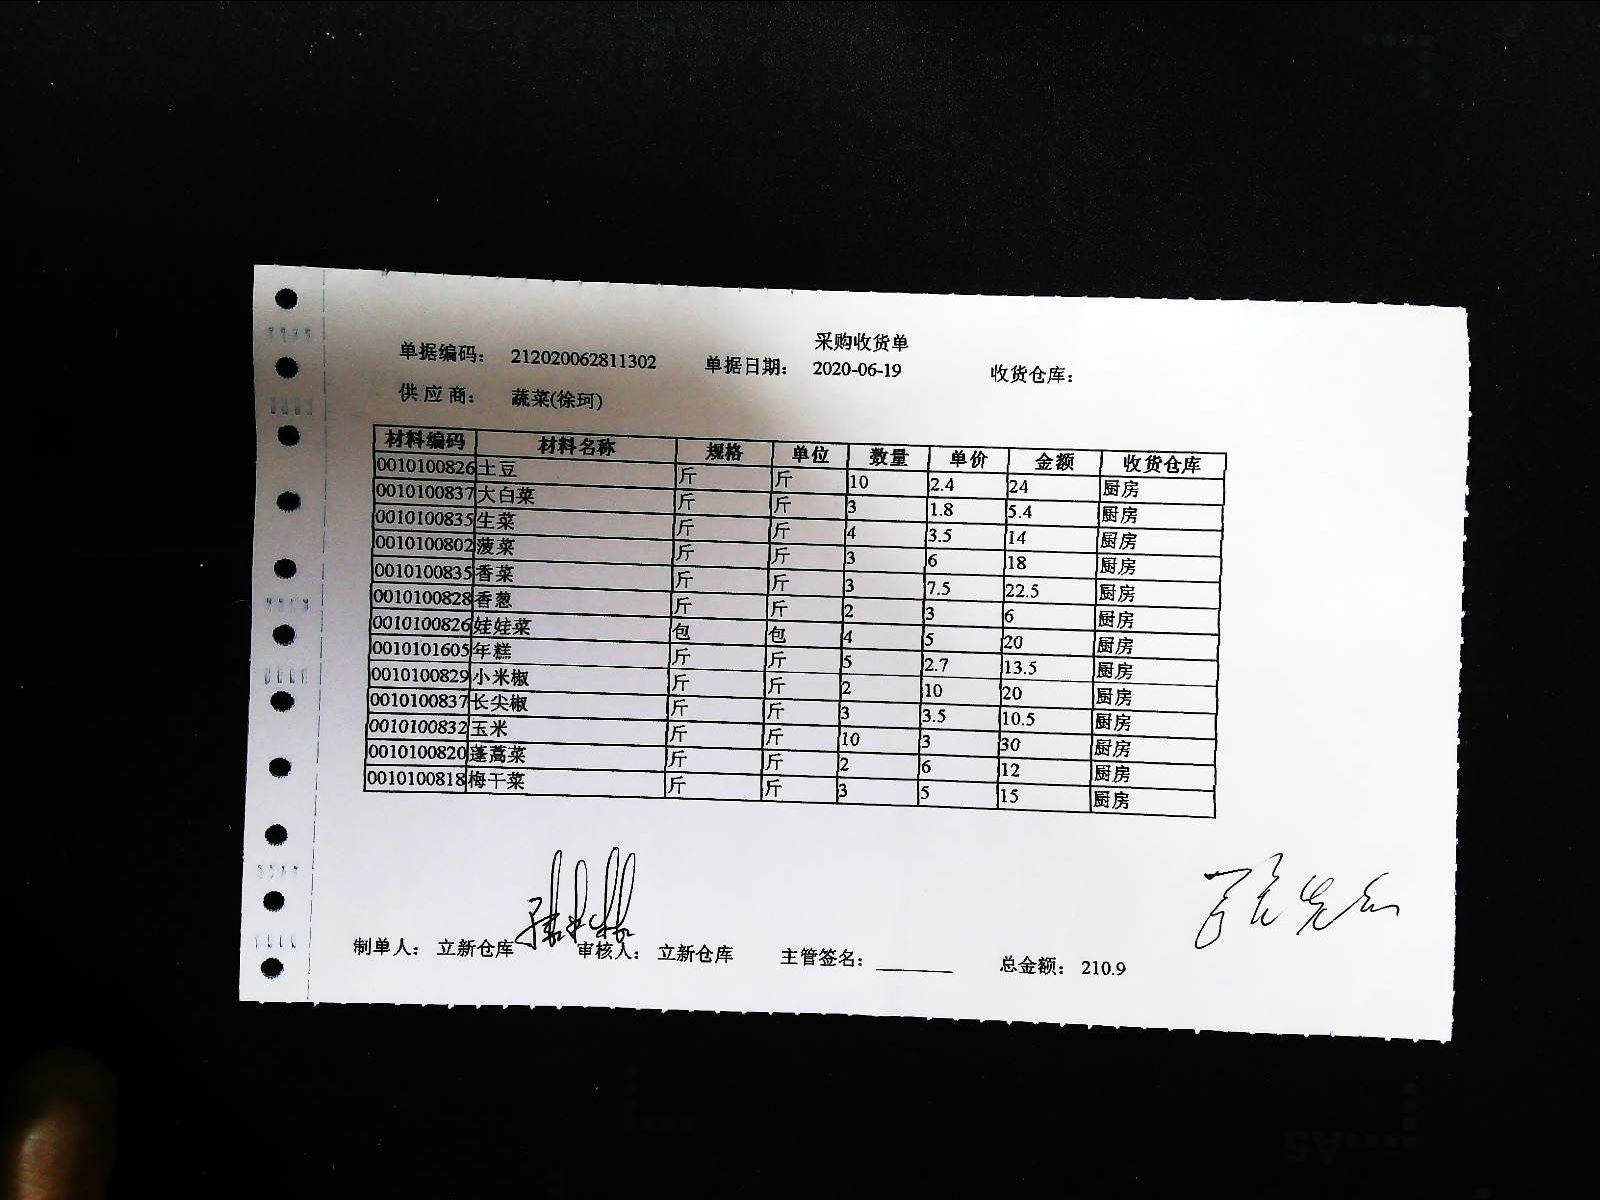 采购收货单
单据编码： 212020062811302 单据日期： 2020-06-19 收货仓库：
供 应 商： 蔬菜(徐珂)
材料编码 材料名称 规格 单位 数量 单价 金额 收货仓库
0010100826 土豆 斤 斤 10 2.4 24 厨房
0010100837 大白菜 斤 斤 3 1.8 5.4 厨房
0010100835 生菜 斤 斤 4 3.5 14 厨房
0010100802 菠菜 斤 斤 3 6 18 厨房
0010100835 香菜 斤 斤 3 7.5 22.5 厨房
0010100828 香葱 斤 斤 2 3 6 厨房
0010100826 娃娃菜 包 包 4 5 20 厨房
0010101605 年糕 斤 斤 5 2.7 13.5 厨房
0010100829 小米椒 斤 斤 2 10 20 厨房
0010100837 长尖椒 斤 斤 3 3.5 10.5 厨房
0010100832 玉米 斤 斤 10 3 30 厨房
0010100820 蓬蒿菜 斤 斤 2 6 12 厨房
0010100818 梅干菜 斤 斤 3 5 15 厨房
制单人： 立新仓库 审核人： 立新仓库 主管签名： 总金额： 210.9